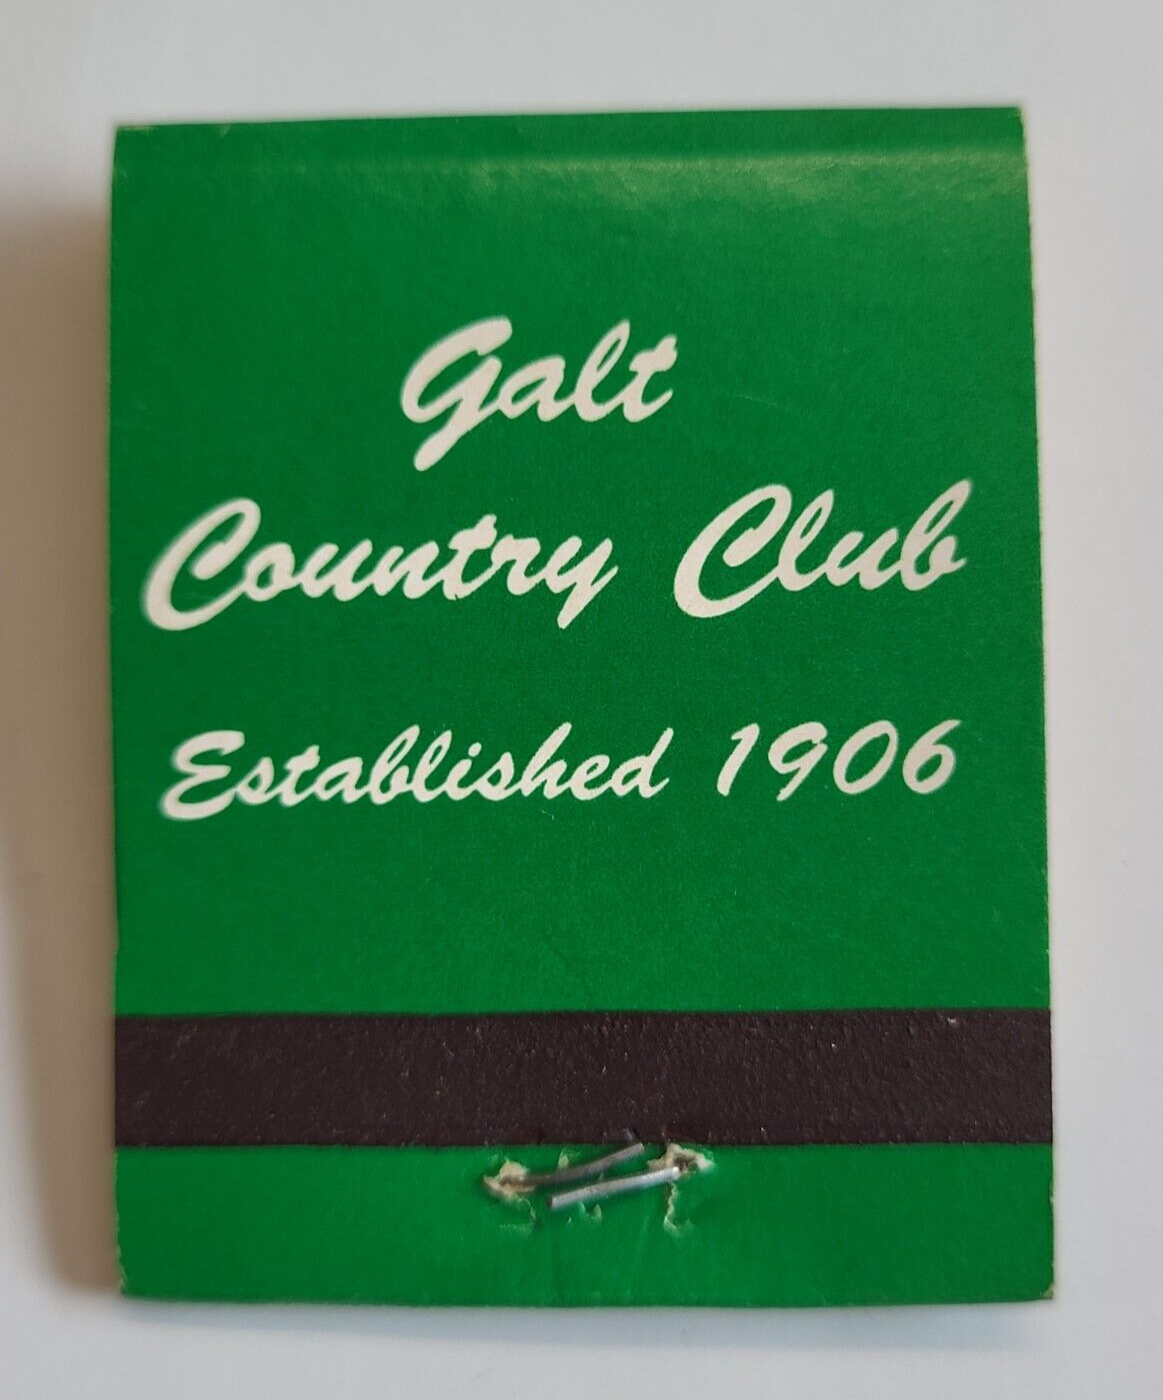 Galt
Country Club
Established 1906